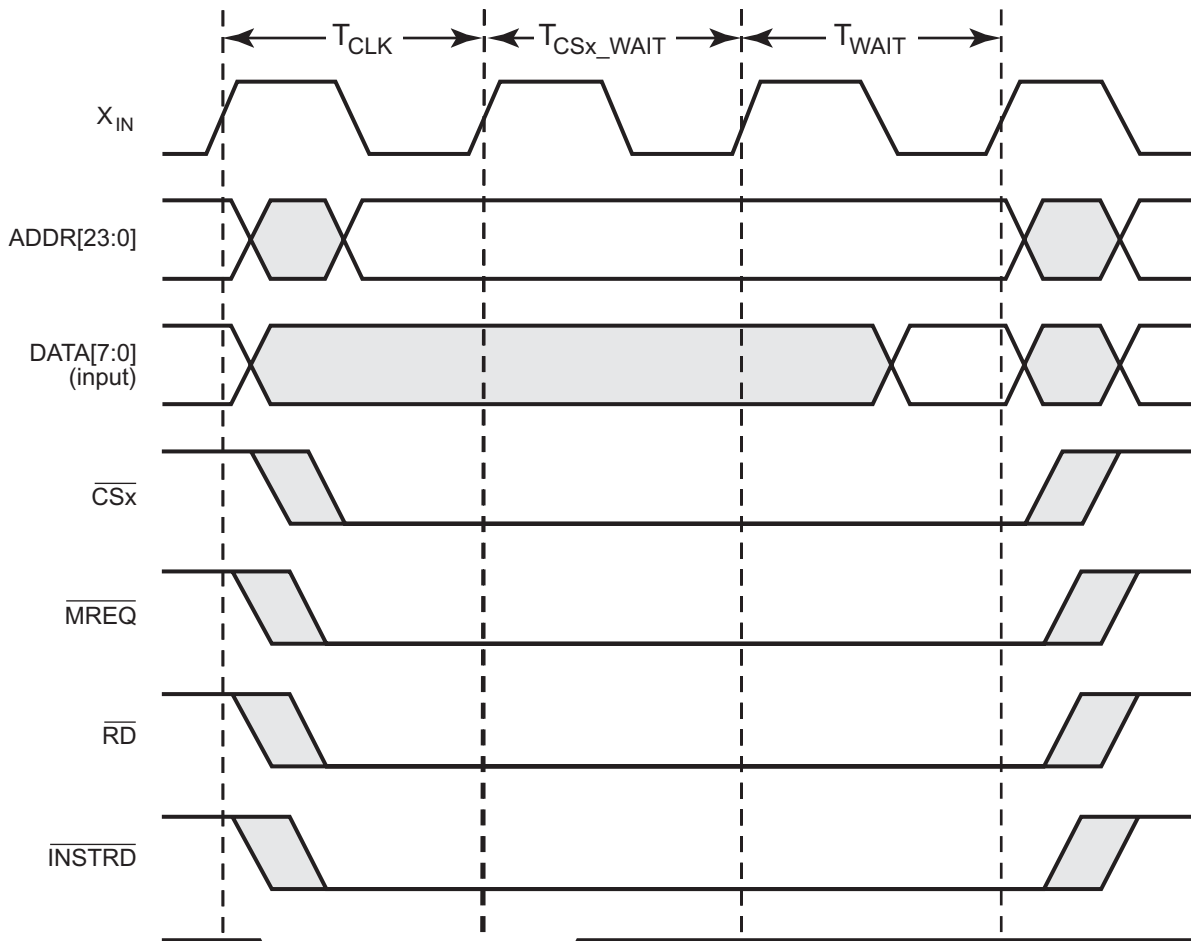 T_CLK T_CSx_WAIT T_WAIT
X_IN
ADDR[23:0]
DATA[7:0]
(input)
CSx
MREQ
RD
INSTRD